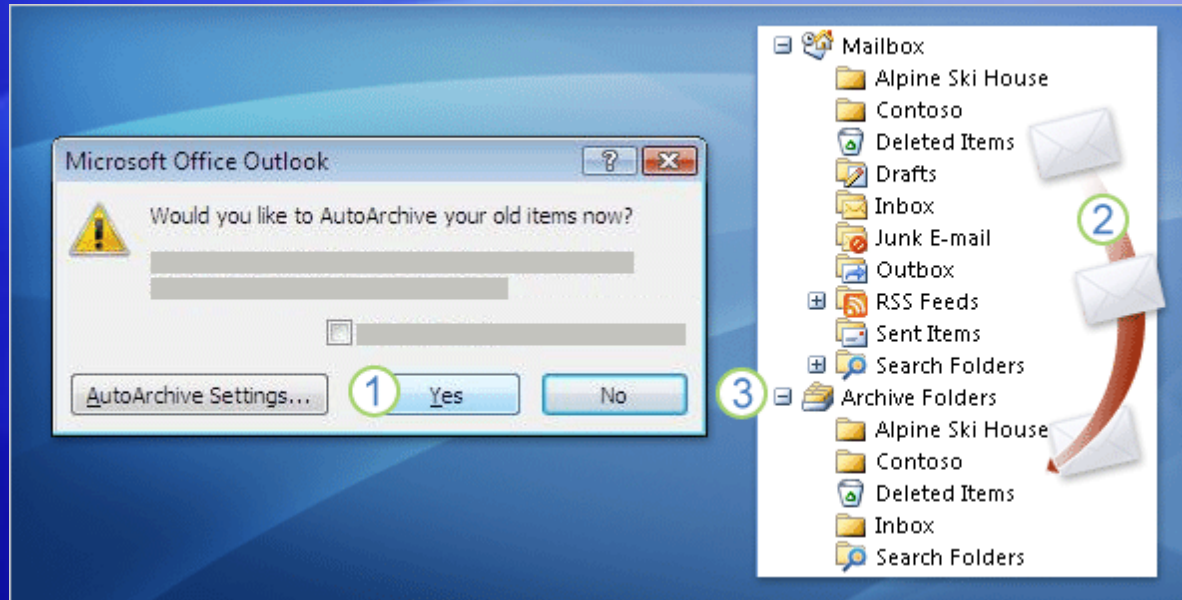 Microsoft Office Outlook
Would you like to AutoArchive your old items now?
AutoArchive Settings...
1
Yes
No
Mailbox
Alpine Ski House
Contoso
Deleted Items
Drafts
Inbox
Junk E-mail
Outbox
RSS Feeds
Sent Items
Search Folders
2
3
Archive Folders
Alpine Ski House
Contoso
Deleted Items
Inbox
Search Folders